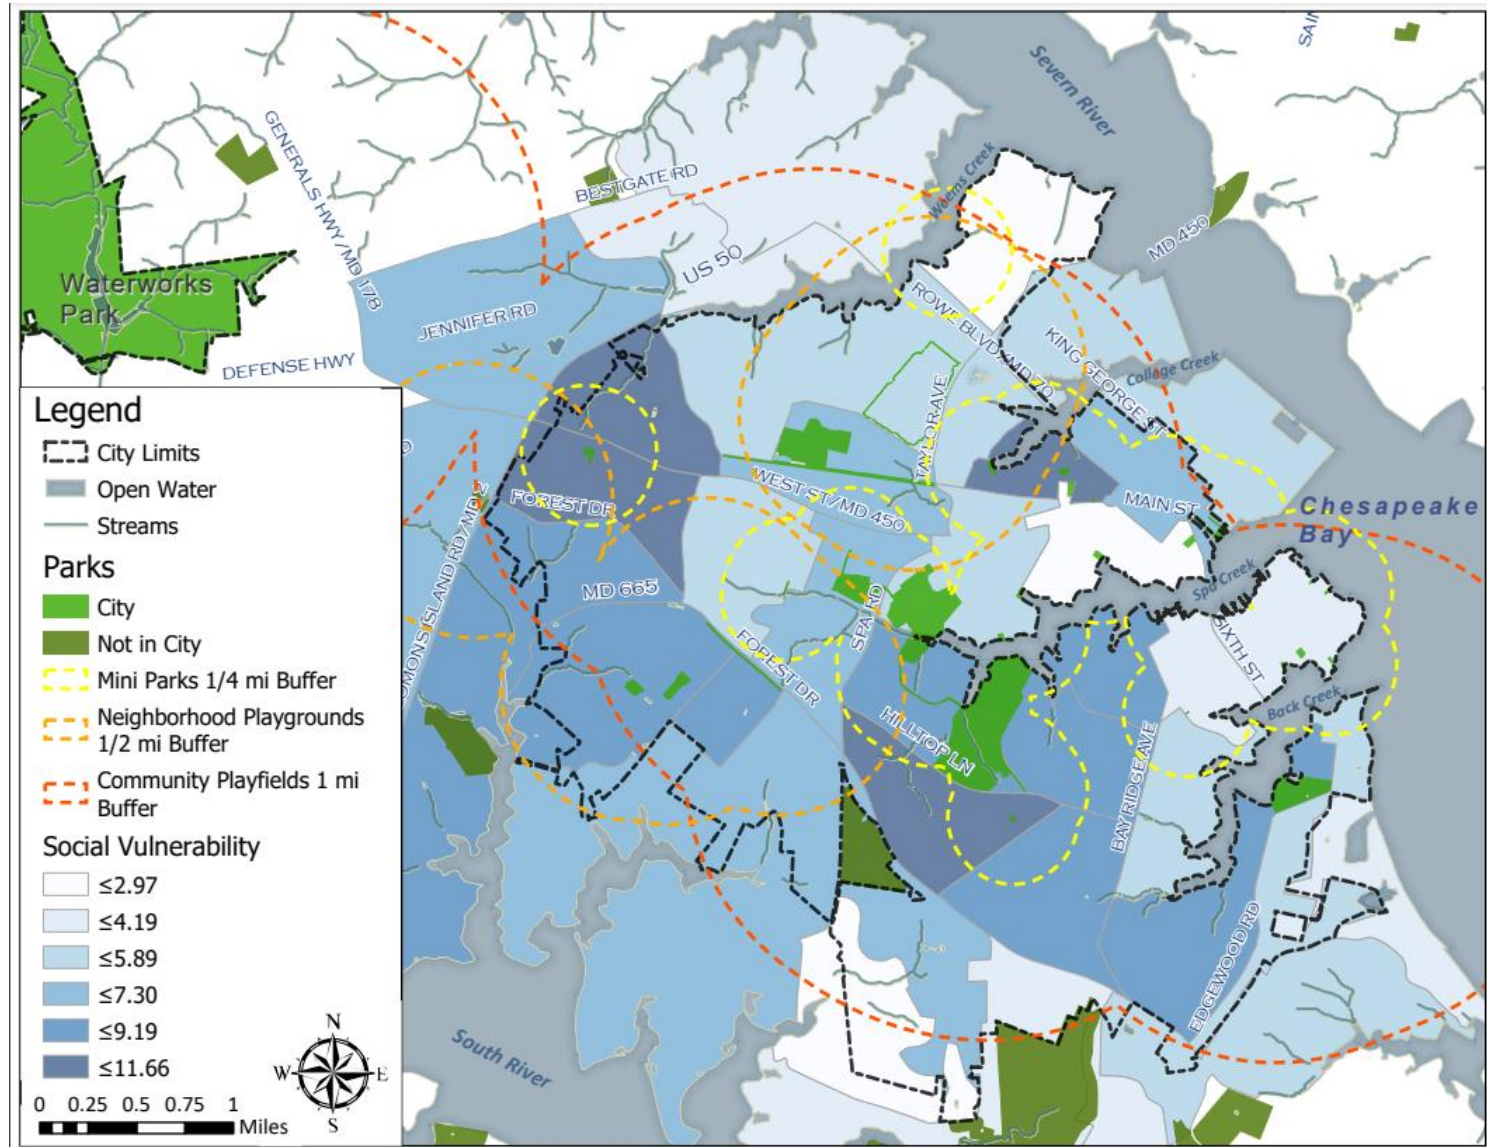 SAIN
Severn River
GENERALS HWY/MD 178
BESTGATE RD
Weems Creek
MD 450
US 50
Waterworks
Park
JENNIFER RD
ROWE BLVD/MD 70
KING GEORGE ST
College Creek
DEFENSE HWY
TAYLOR AVE
WEST ST/MD 450
MAIN ST
FOREST DR
Chesapeake
Bay
MD 665
SPA RD
Spa Creek
SIXTH ST
FOREST DR
Back Creek
HILLTOP LN
BAY RIDGE AVE
EDGEWOOD RD
South River
Legend
City Limits
Open Water
Streams
Parks
City
Not in City
Mini Parks 1/4 mi Buffer
Neighborhood Playgrounds
1/2 mi Buffer
Community Playfields 1 mi
Buffer
Social Vulnerability
≤2.97
≤4.19
≤5.89
≤7.30
≤9.19
≤11.66
N
W
E
S
0 0.25 0.5 0.75 1
Miles